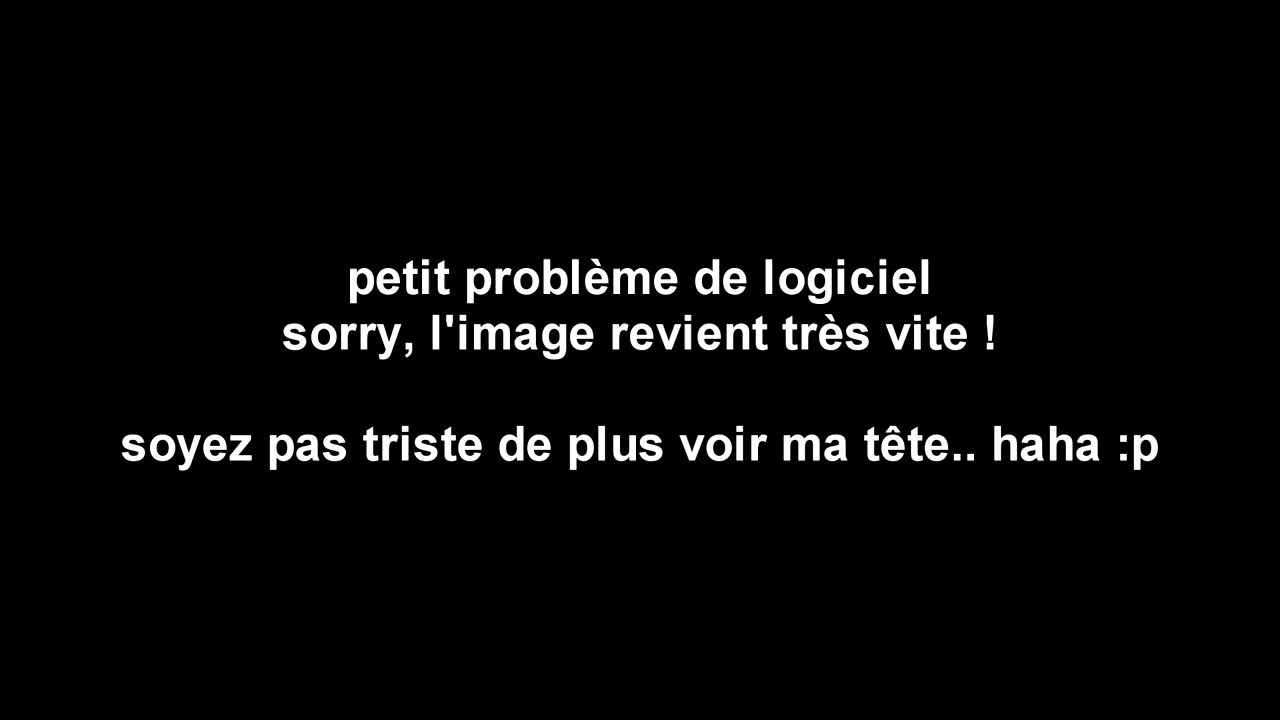 petit problème de logiciel
sorry, l'image revient très vite !
soyez pas triste de plus voir ma tête.. haha :p